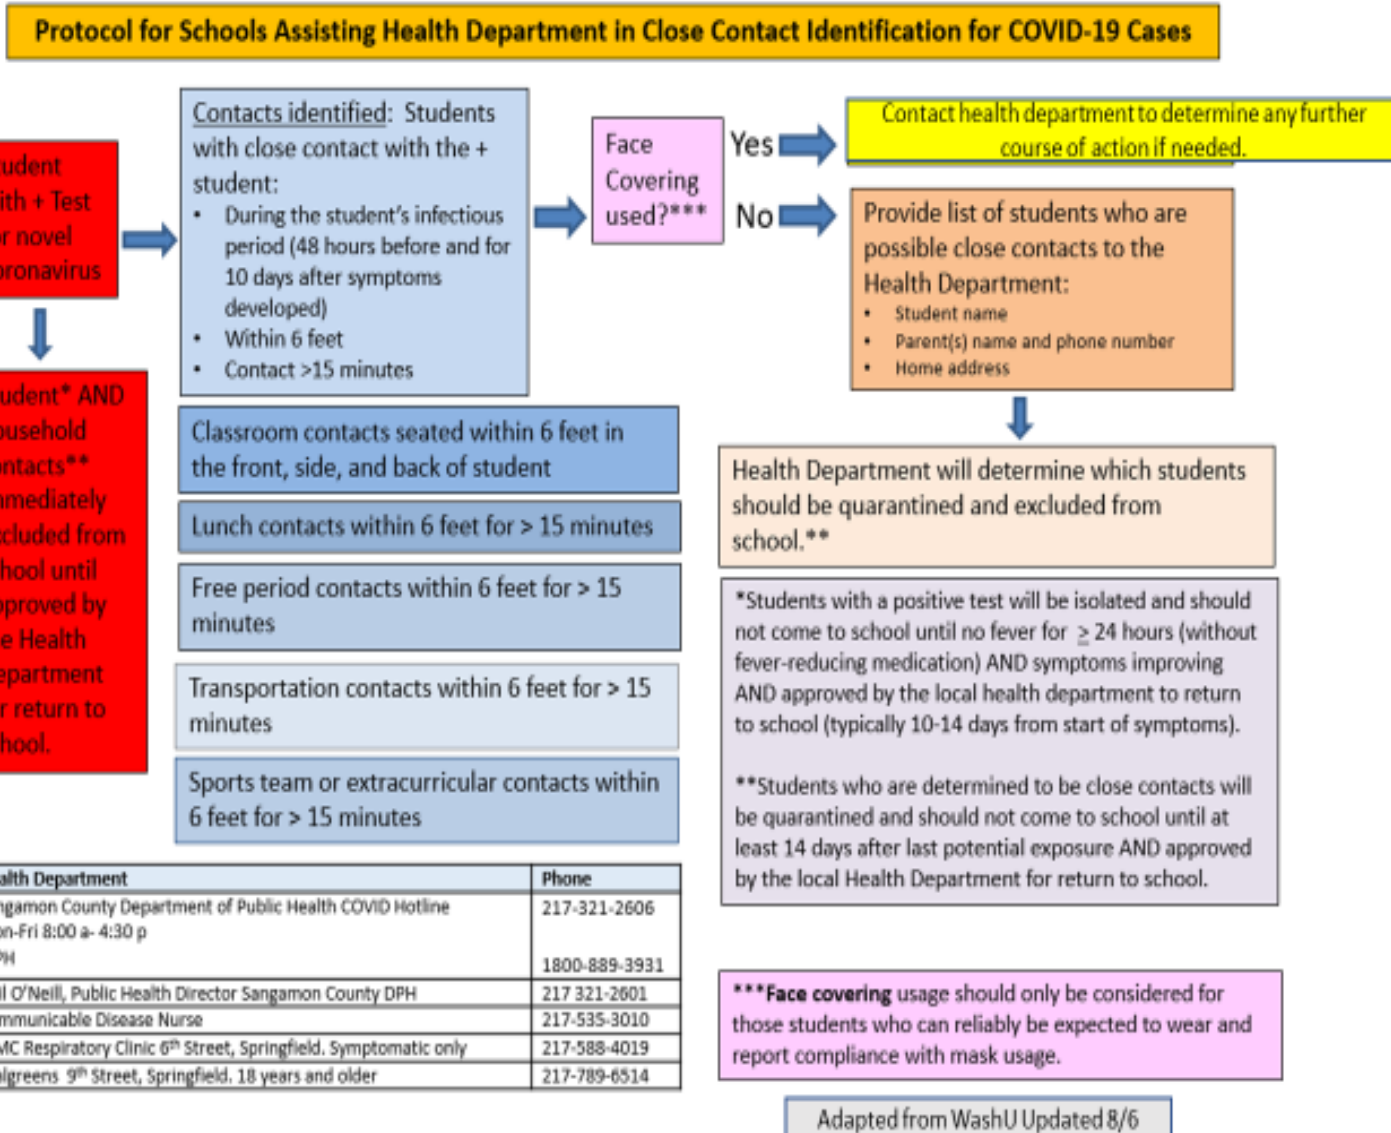 Protocol for Schools Assisting Health Department in Close Contact Identification for COVID-19 Cases
tudent
ith + Test
r novel
oronavirus
udent* AND
ousehold
ontacts**
mmediately
xcluded from
hool until
pproved by
e Health
epartment
r return to
hool.
Contacts identified: Students
with close contact with the +
student:
• During the student's infectious
period (48 hours before and for
10 days after symptoms
developed)
• Within 6 feet
• Contact >15 minutes
Classroom contacts seated within 6 feet in
the front, side, and back of student
Lunch contacts within 6 feet for > 15 minutes
Free period contacts within 6 feet for > 15
minutes
Transportation contacts within 6 feet for > 15
minutes
Sports team or extracurricular contacts within
6 feet for > 15 minutes
Face
Covering
used?***
Yes
No
Contact health department to determine any further
course of action if needed.
Provide list of students who are
possible close contacts to the
Health Department:
• Student name
• Parent(s) name and phone number
• Home address
Health Department will determine which students
should be quarantined and excluded from
school.**
*Students with a positive test will be isolated and should
not come to school until no fever for ≥ 24 hours (without
fever-reducing medication) AND symptoms improving
AND approved by the local health department to return
to school (typically 10-14 days from start of symptoms).
**Students who are determined to be close contacts will
be quarantined and should not come to school until at
least 14 days after last potential exposure AND approved
by the local Health Department for return to school.
alth Department Phone
ngamon County Department of Public Health COVID Hotline 217-321-2606
on-Fri 8:00 a- 4:30 p
PH 1800-889-3931
il O'Neill, Public Health Director Sangamon County DPH 217 321-2601
mmunicable Disease Nurse 217-535-3010
MC Respiratory Clinic 6th Street, Springfield. Symptomatic only 217-588-4019
algreens 9th Street, Springfield. 18 years and older 217-789-6514
***Face covering usage should only be considered for
those students who can reliably be expected to wear and
report compliance with mask usage.
Adapted from WashU Updated 8/6